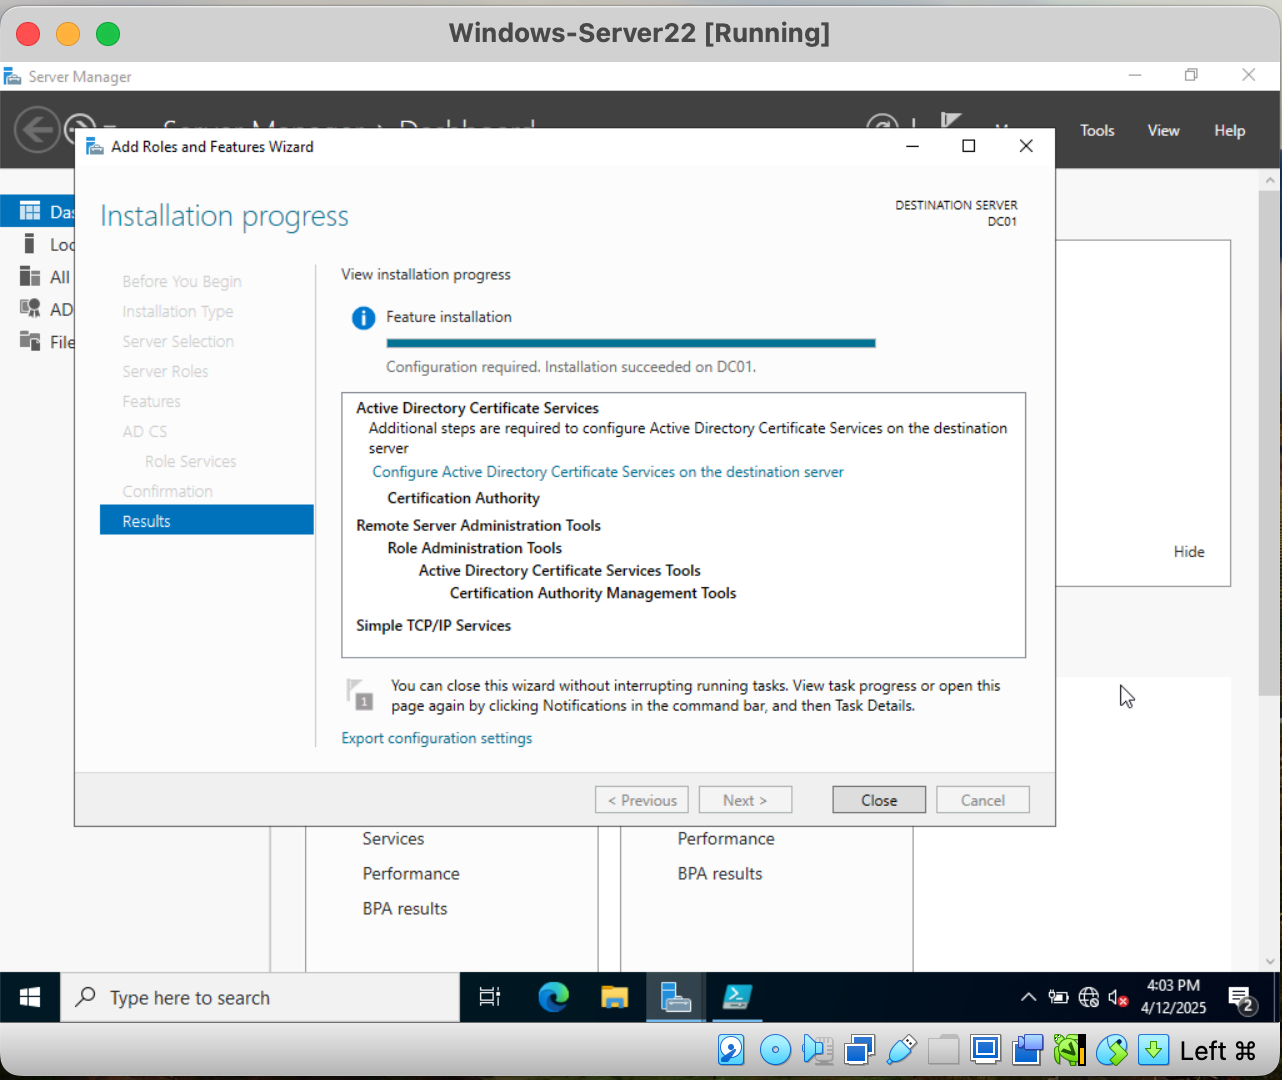 Windows-Server22 [Running]
Server Manager
Tools View Help
Add Roles and Features Wizard
Installation progress
DESTINATION SERVER
DC01
Before You Begin
Installation Type
Server Selection
Server Roles
Features
AD CS
Role Services
Confirmation
Results
View installation progress
Feature installation
Configuration required. Installation succeeded on DC01.
Active Directory Certificate Services
Additional steps are required to configure Active Directory Certificate Services on the destination
server
Configure Active Directory Certificate Services on the destination server
Certification Authority
Remote Server Administration Tools
Role Administration Tools
Active Directory Certificate Services Tools
Certification Authority Management Tools
Simple TCP/IP Services
1
You can close this wizard without interrupting running tasks. View task progress or open this
page again by clicking Notifications in the command bar, and then Task Details.
Export configuration settings
< Previous
Next >
Close
Cancel
All
AD
File
Hide
Services
Performance
BPA results
Performance
BPA results
Type here to search
4:03 PM
4/12/2025
2
Left ⌘